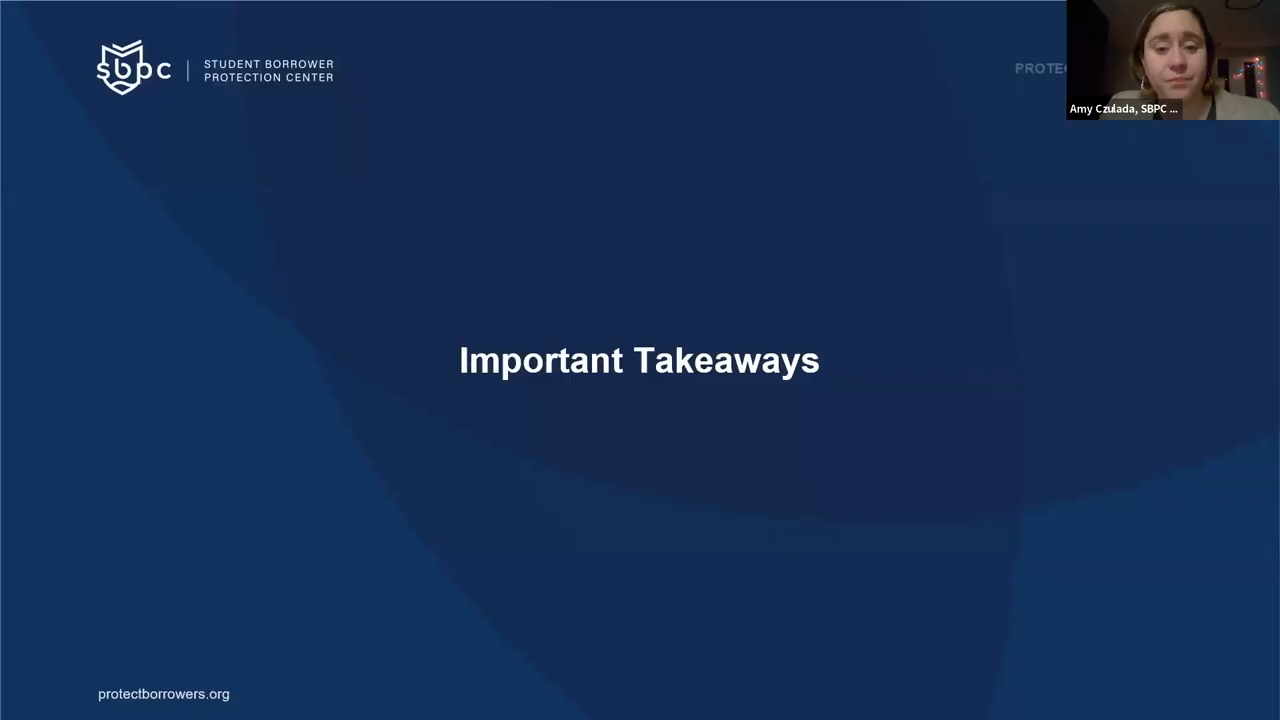 sbpc
STUDENT BORROWER
PROTECTION CENTER
Amy Czulada, SBPC ...
Important Takeaways
protectborrowers.org